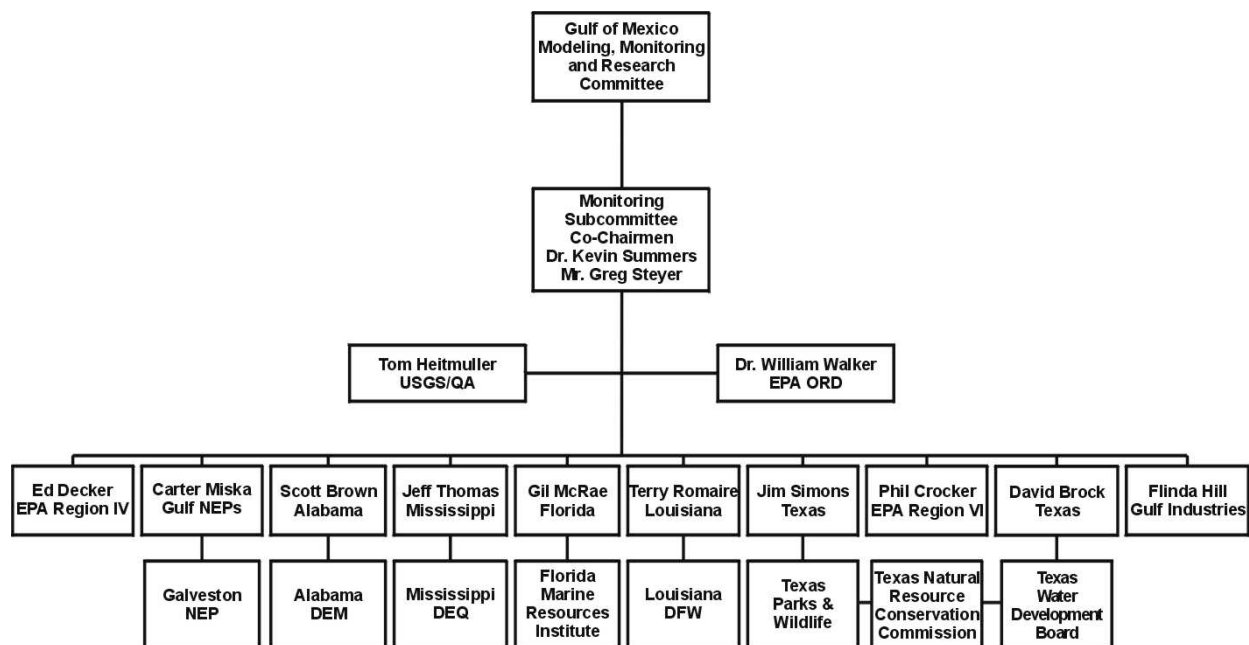 Gulf of Mexico
Modeling, Monitoring
and Research
Committee
Monitoring
Subcommittee
Co-Chairmen
Dr. Kevin Summers
Mr. Greg Steyer
Tom Heitmuller
USGS/QA
Dr. William Walker
EPA ORD
Ed Decker
EPA Region IV
Carter Miska
Gulf NEPs
Scott Brown
Alabama
Jeff Thomas
Mississippi
Gil McRae
Florida
Terry Romaire
Louisiana
Jim Simons
Texas
Phil Crocker
EPA Region VI
David Brock
Texas
Flinda Hill
Gulf Industries
Galveston
NEP
Alabama
DEM
Mississippi
DEQ
Florida
Marine
Resources
Institute
Louisiana
DFW
Texas
Parks &
Wildlife
Texas Natural
Resource
Conservation
Commission
Texas
Water
Development
Board